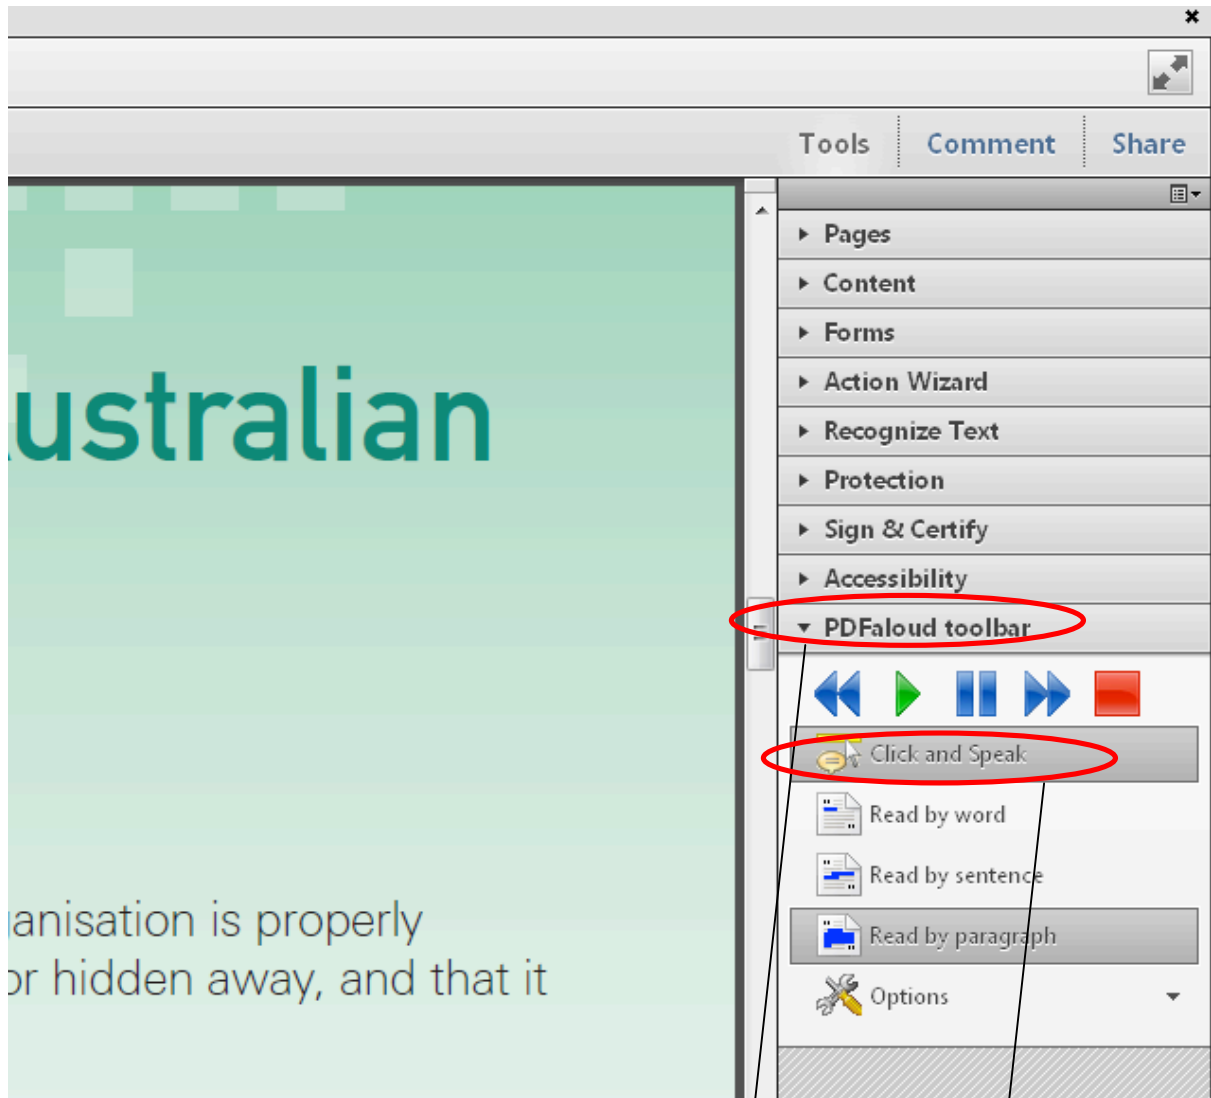 Tools Comment Share
Pages
Content
Forms
Action Wizard
Recognize Text
Protection
Sign & Certify
Accessibility
PDFaloud toolbar
Click and Speak
Read by word
Read by sentence
Read by paragraph
Options
ustralian
anisation is properly
or hidden away, and that it